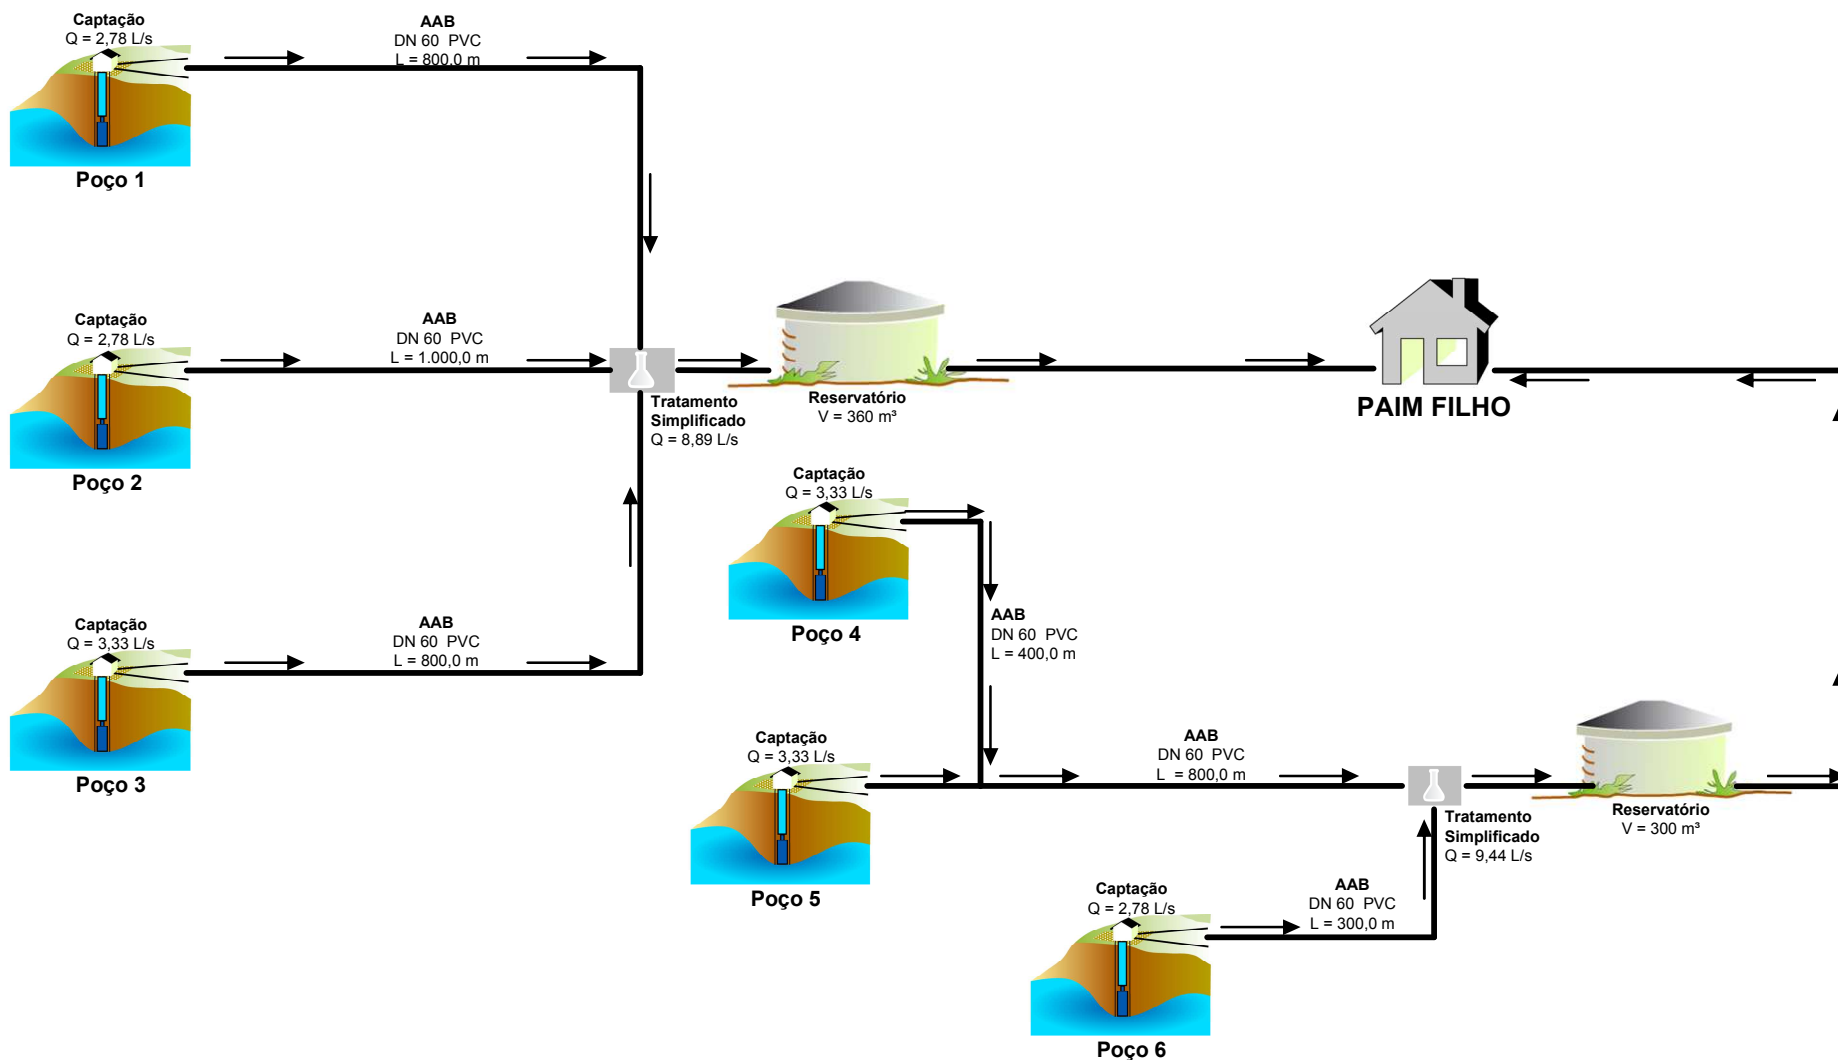 Captação
Q = 2,78 L/s
Poço 1
AAB
DN 60 PVC
L = 800,0 m
Captação
Q = 2,78 L/s
Poço 2
AAB
DN 60 PVC
L = 1.000,0 m
Tratamento
Simplificado
Q = 8,89 L/s
Reservatório
V = 360 m³
PAIM FILHO
Captação
Q = 3,33 L/s
Poço 3
AAB
DN 60 PVC
L = 800,0 m
Captação
Q = 3,33 L/s
Poço 4
AAB
DN 60 PVC
L = 400,0 m
Captação
Q = 3,33 L/s
Poço 5
AAB
DN 60 PVC
L = 800,0 m
Tratamento
Simplificado
Q = 9,44 L/s
Reservatório
V = 300 m³
Captação
Q = 2,78 L/s
Poço 6
AAB
DN 60 PVC
L = 300,0 m